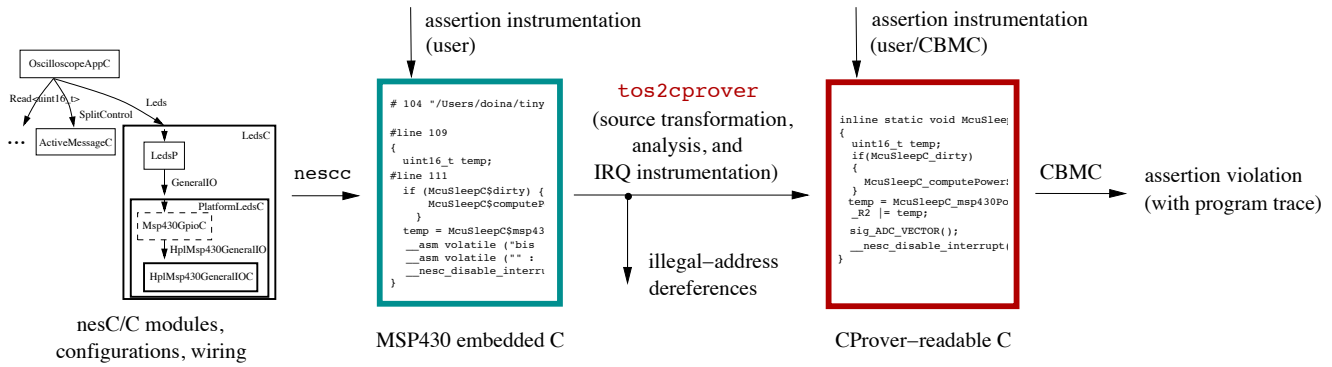 OscilloscopeAppC
Read<uint16_t>
SplitControl
Leds
...
ActiveMessageC
LedsC
LedsP
GeneralIO
PlatformLedsC
Msp430GpioC
HplMsp430GeneralIO
HplMsp430GeneralIOC
nesC/C modules,
configurations, wiring
nescc
assertion instrumentation
(user)
# 104 "/Users/doina/tiny
#line 109
{
uint16_t temp;
#line 111
if (McuSleepC$dirty) {
McuSleepC$computeP
}
temp = McuSleepC$msp43
__asm volatile ("bis
__asm volatile ("" :
__nesc_disable_interru
}
MSP430 embedded C
tos2cprover
(source transformation,
analysis, and
IRQ instrumentation)
illegal–address
dereferences
assertion instrumentation
(user/CBMC)
inline static void McuSleep
{
uint16_t temp;
if(McuSleepC_dirty)
{
McuSleepC_computePowerS
}
temp = McuSleepC_msp430Po
_R2 |= temp;
sig_ADC_VECTOR();
__nesc_disable_interrupt(
}
CProver–readable C
CBMC
assertion violation
(with program trace)